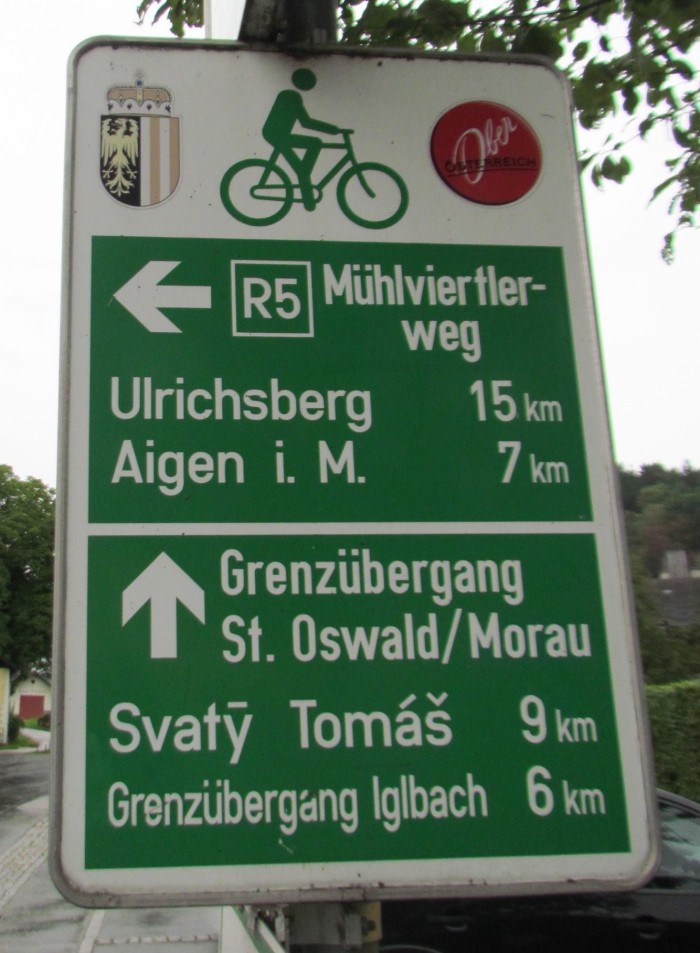 Ober
ÖSTERREICH
R5 Mühlviertler-
weg
Ulrichsberg 15 km
Aigen i. M. 7 km
Grenzübergang
St. Oswald/Morau
Svatȳ Tomáš 9 km
Grenzübergang Iglbach 6 km